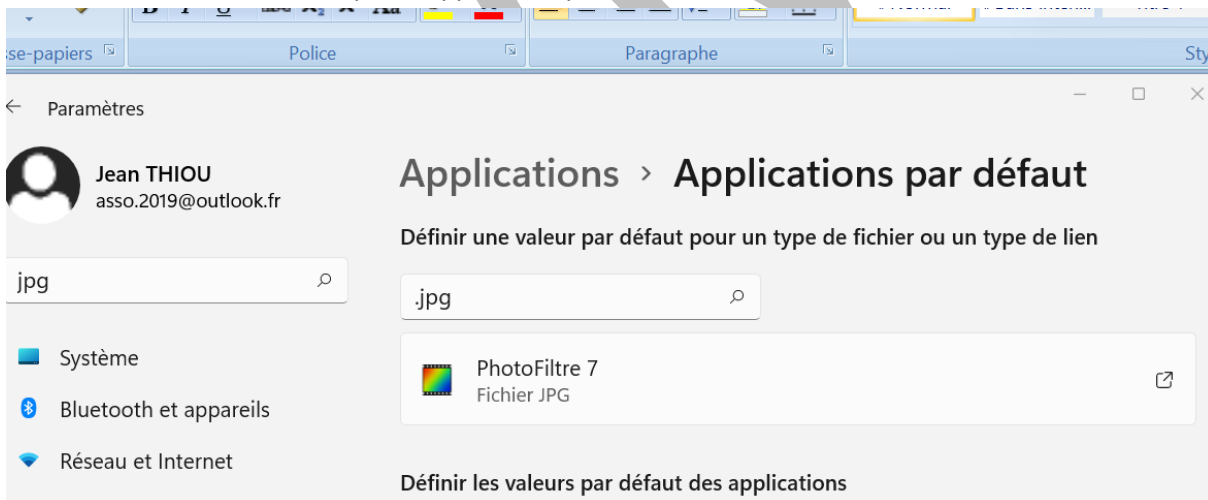 sse-papiers
Police
Paragraphe
Sty
Paramètres
Jean THIOU
asso.2019@outlook.fr
jpg
Système
Bluetooth et appareils
Réseau et Internet
Applications > Applications par défaut
Définir une valeur par défaut pour un type de fichier ou un type de lien
.jpg
PhotoFiltre 7
Fichier JPG
Définir les valeurs par défaut des applications